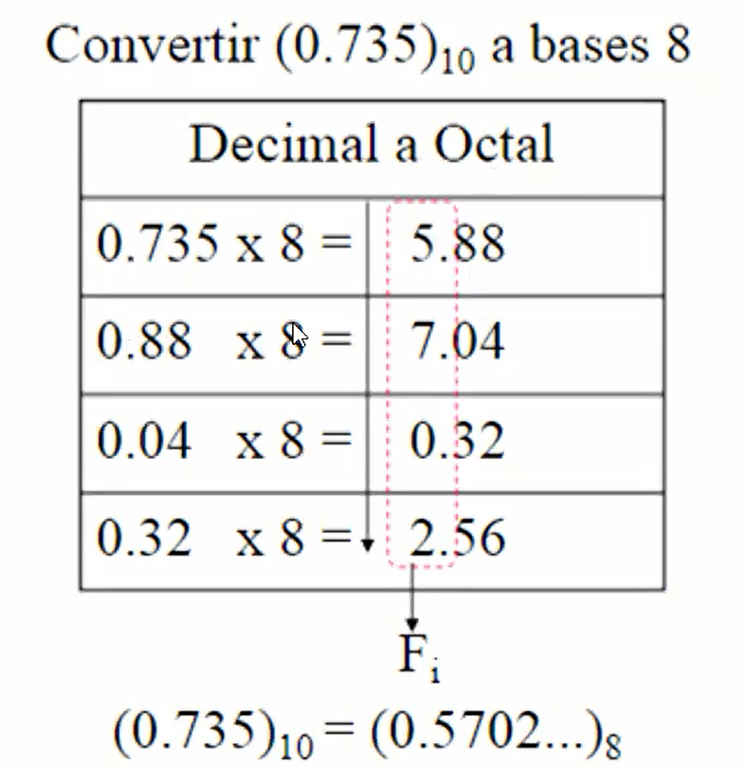 Convertir (0.735)₁₀ a bases 8
Decimal a Octal
0.735 x 8 = 5.88
0.88 x 8 = 7.04
0.04 x 8 = 0.32
0.32 x 8 = 2.56
Fᵢ
(0.735)₁₀ = (0.5702...)₈